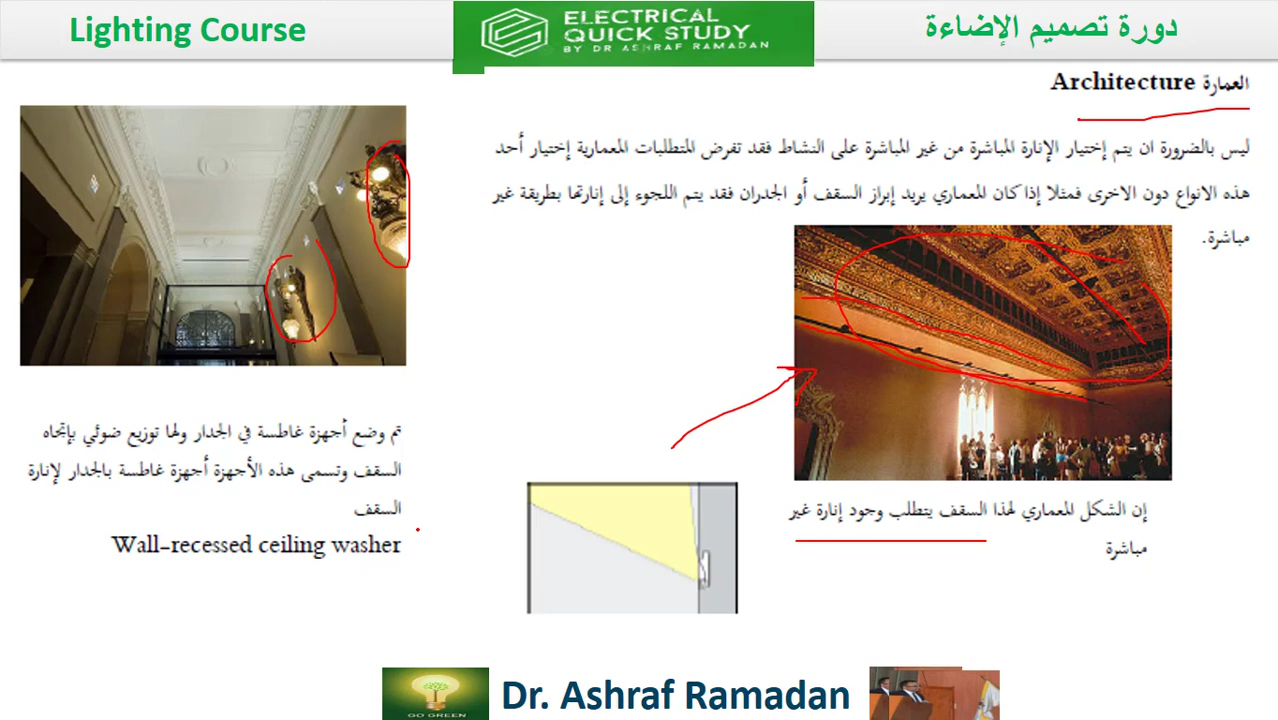 Lighting Course
ELECTRICAL
QUICK STUDY
BY DR ASHRAF RAMADAN
دورة تصميم الإضاءة
العمارة Architecture
ليس بالضرورة ان يتم إختيار الإنارة المباشرة من غير المباشرة على النشاط فقد تفرض المتطلبات المعمارية إختيار أحد
هذه الانواع دون الاخرى فمثلا إذا كان المعماري يريد إبراز السقف أو الجدران فقد يتم اللجوء إلى إنارتها بطريقة غير
مباشرة.
إن الشكل المعماري لهذا السقف يتطلب وجود إنارة غير
مباشرة
تم وضع أجهزة غاطسة في الجدار ولها توزيع ضوئي بإتجاه
السقف وتسمى هذه الأجهزة أجهزة غاطسة بالجدار لإنارة
السقف
Wall-recessed ceiling washer
GO GREEN
Dr. Ashraf Ramadan